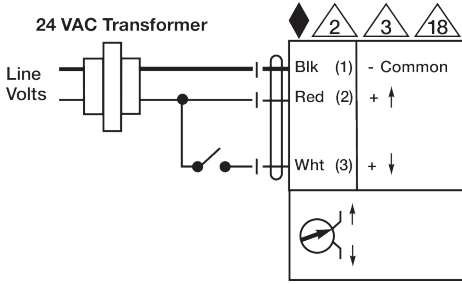 24 VAC Transformer
2 3 18
Line
Volts
Blk (1) - Common
Red (2) + ↑
Wht (3) + ↓